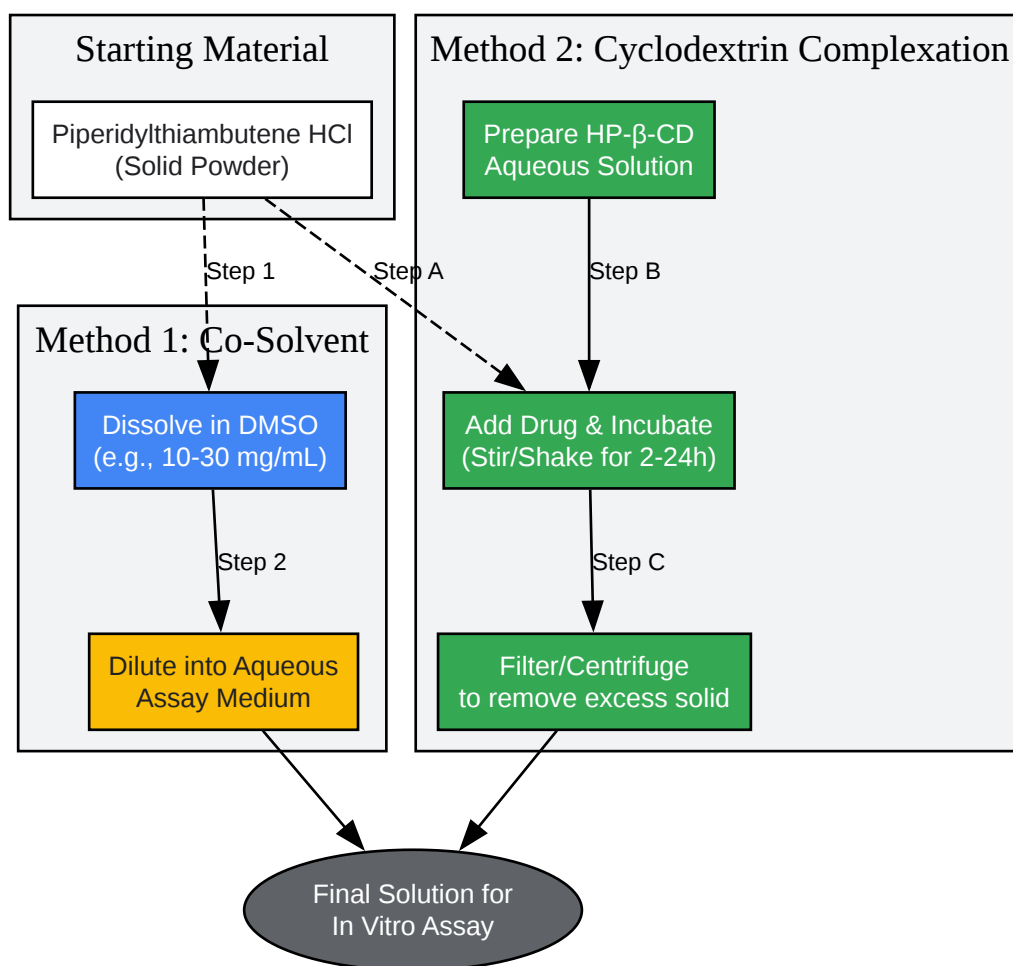 Starting Material
Piperidylthiambutene HCl
(Solid Powder)
Method 2: Cyclodextrin Complexation
Prepare HP-β-CD
Aqueous Solution
Step 1
Step A
Step B
Method 1: Co-Solvent
Dissolve in DMSO
(e.g., 10-30 mg/mL)
Add Drug & Incubate
(Stir/Shake for 2-24h)
Step 2
Step C
Dilute into Aqueous
Assay Medium
Filter/Centrifuge
to remove excess solid
Final Solution for
In Vitro Assay